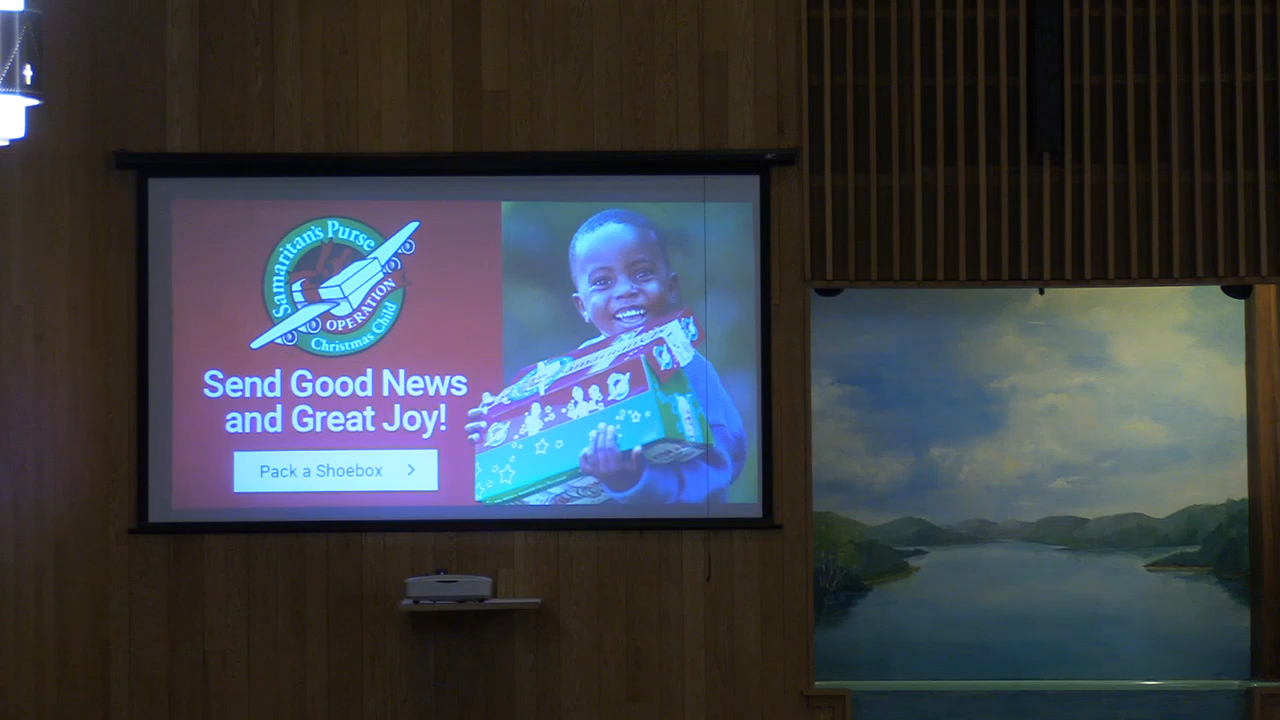 Samaritan's Purse
OPERATION
Christmas Child
Send Good News
and Great Joy!
Pack a Shoebox